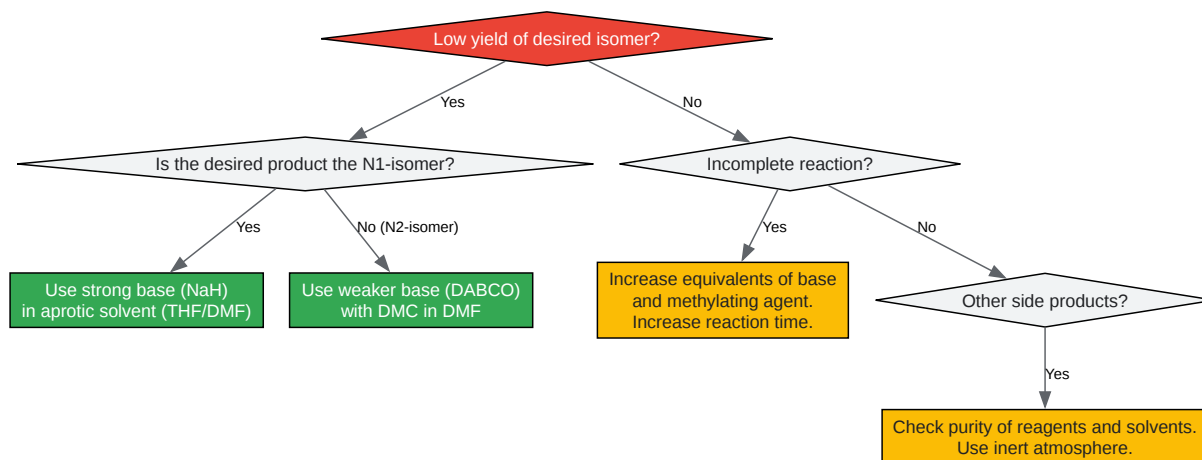 Low yield of desired isomer?
Yes
No
Is the desired product the N1-isomer?
Incomplete reaction?
Yes
No (N2-isomer)
Yes
No
Use strong base (NaH)
in aprotic solvent (THF/DMF)
Use weaker base (DABCO)
with DMC in DMF
Increase equivalents of base
and methylating agent.
Increase reaction time.
Other side products?
Yes
Check purity of reagents and solvents.
Use inert atmosphere.